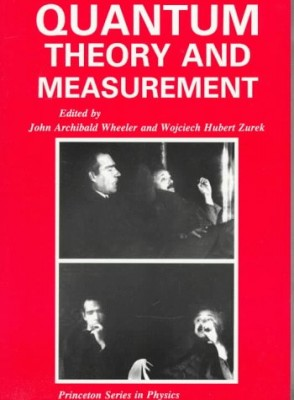 QUANTUM
THEORY AND
MEASUREMENT
Edited by
John Archibald Wheeler and Wojciech Hubert Zurek
Princeton Series in Physics